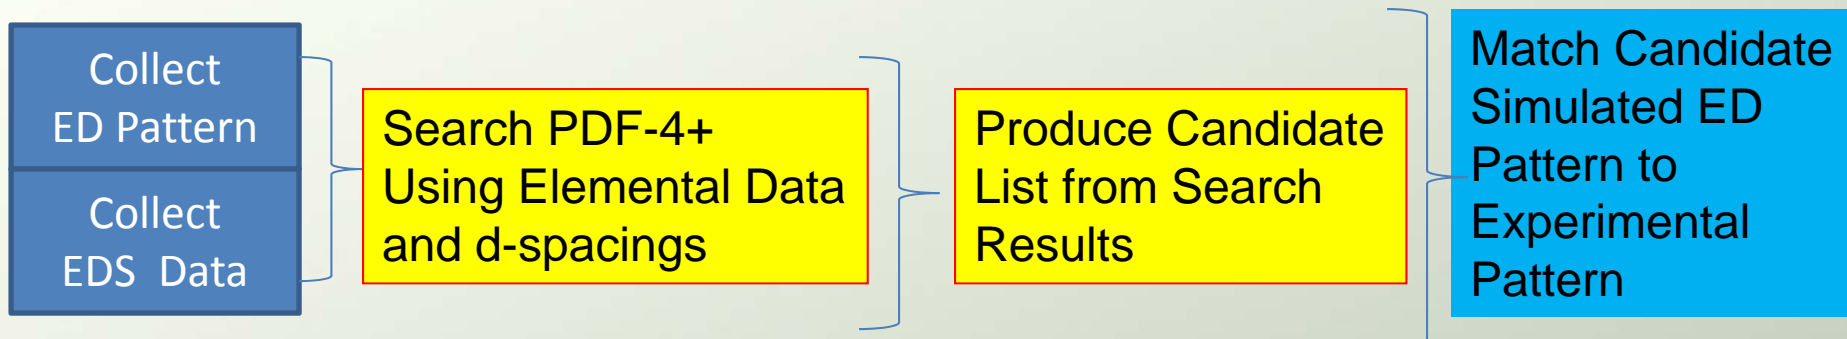 Collect
ED Pattern
Collect
EDS  Data
Search PDF-4+
Using Elemental Data
and d-spacings
Produce Candidate
List from Search
Results
Match Candidate
Simulated ED
Pattern to
Experimental
Pattern